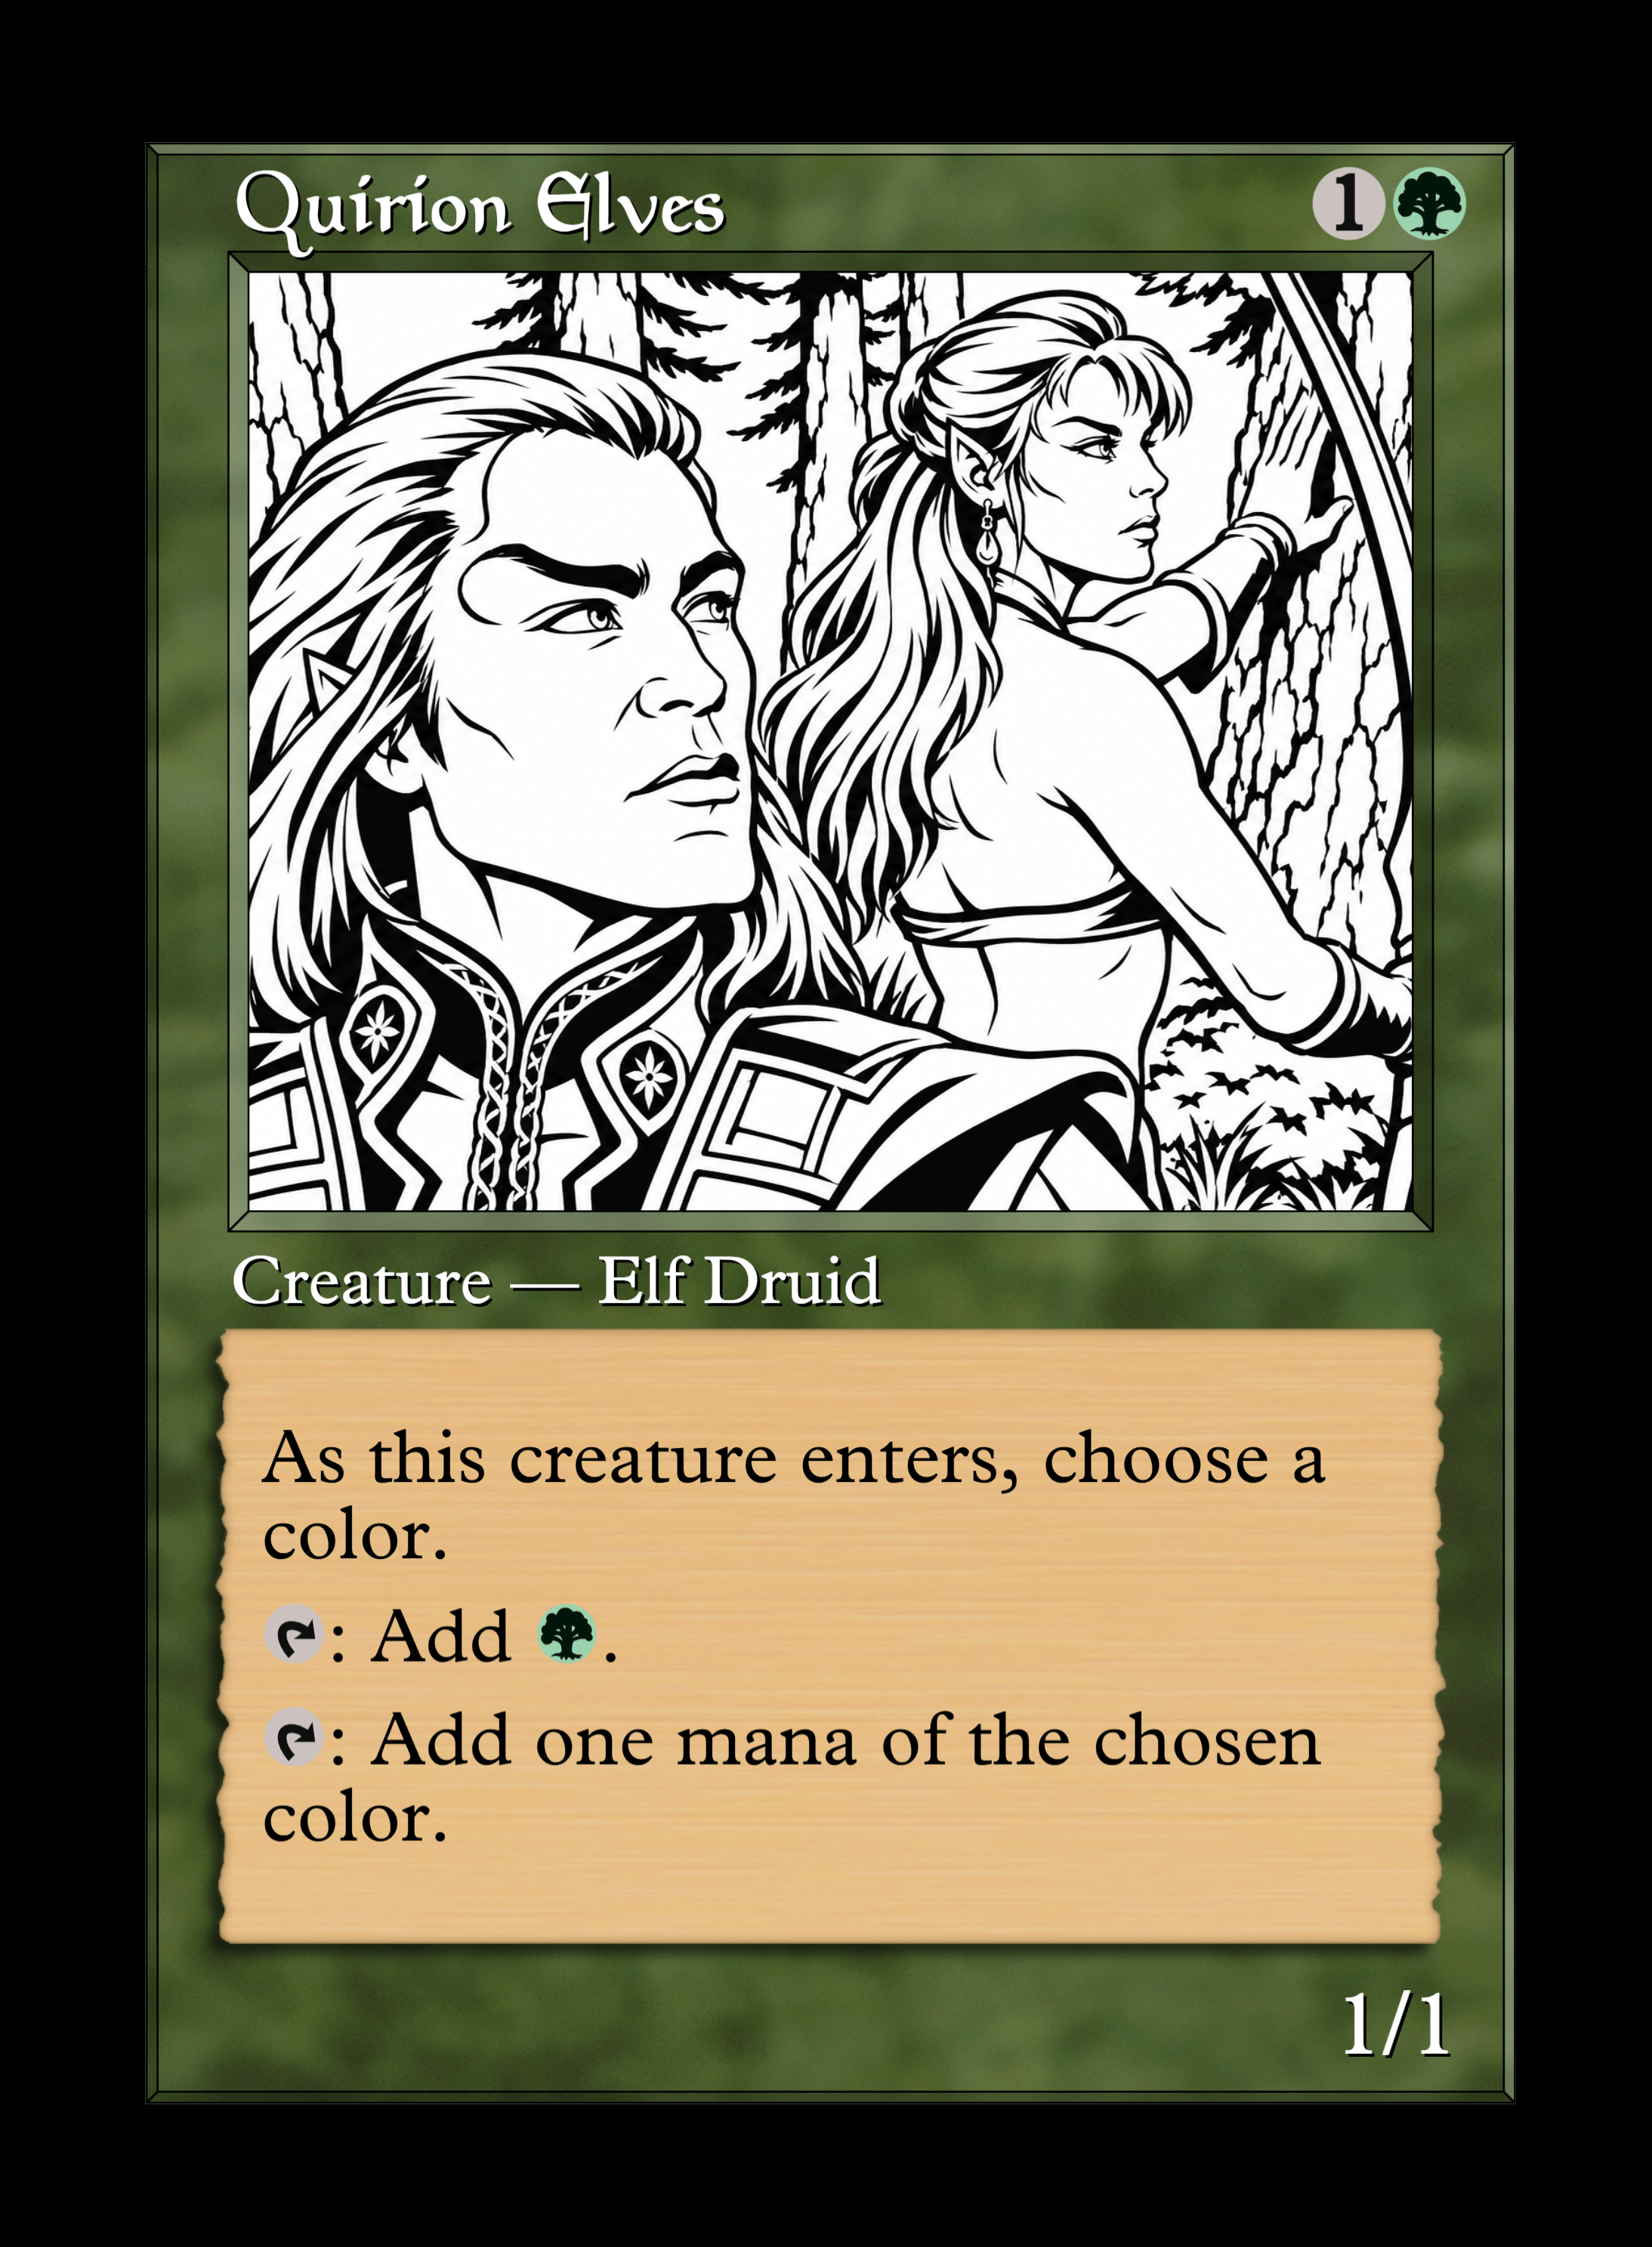 Quirion Elves 1
Creature — Elf Druid
As this creature enters, choose a
color.
: Add .
: Add one mana of the chosen
color.
1/1